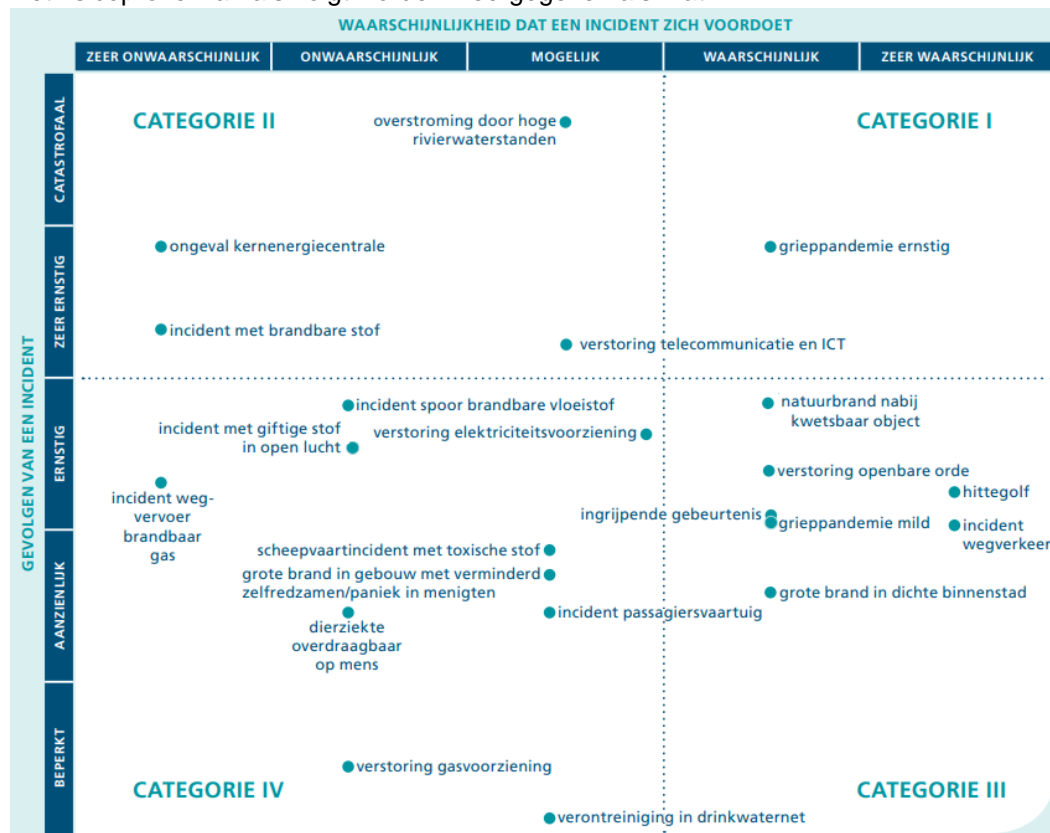 WAARSCHIJNLIJKHEID DAT EEN INCIDENT ZICH VOORDOET
ZEER ONWAARSCHIJNLIJK
ONWAARSCHIJNLIJK
MOGELIJK
WAARSCHIJNLIJK
ZEER WAARSCHIJNLIJK
GEVOLGEN VAN EEN INCIDENT
CATASTROFAAL
ZEER ERNSTIG
ERNSTIG
AANZIENLIJK
BEPERKT
CATEGORIE II
overstroming door hoge
rivierwaterstanden
CATEGORIE I
ongeval kernenergiecentrale
grieppandemie ernstig
incident met brandbare stof
verstoring telecommunicatie en ICT
incident spoor brandbare vloeistof
natuurbrand nabij
kwetsbaar object
incident met giftige stof
in open lucht
verstoring elektriciteitsvoorziening
verstoring openbare orde
incident weg-
vervoer
brandbaar
gas
hittegolf
ingrijpende gebeurtenis
grieppandemie mild
incident
wegverkeer
scheepvaartincident met toxische stof
grote brand in gebouw met verminderd
zelfredzamen/paniek in menigten
grote brand in dichte binnenstad
dierziekte
overdraagbaar
op mens
incident passagiersvaartuig
verstoring gasvoorziening
CATEGORIE IV
CATEGORIE III
verontreiniging in drinkwaternet